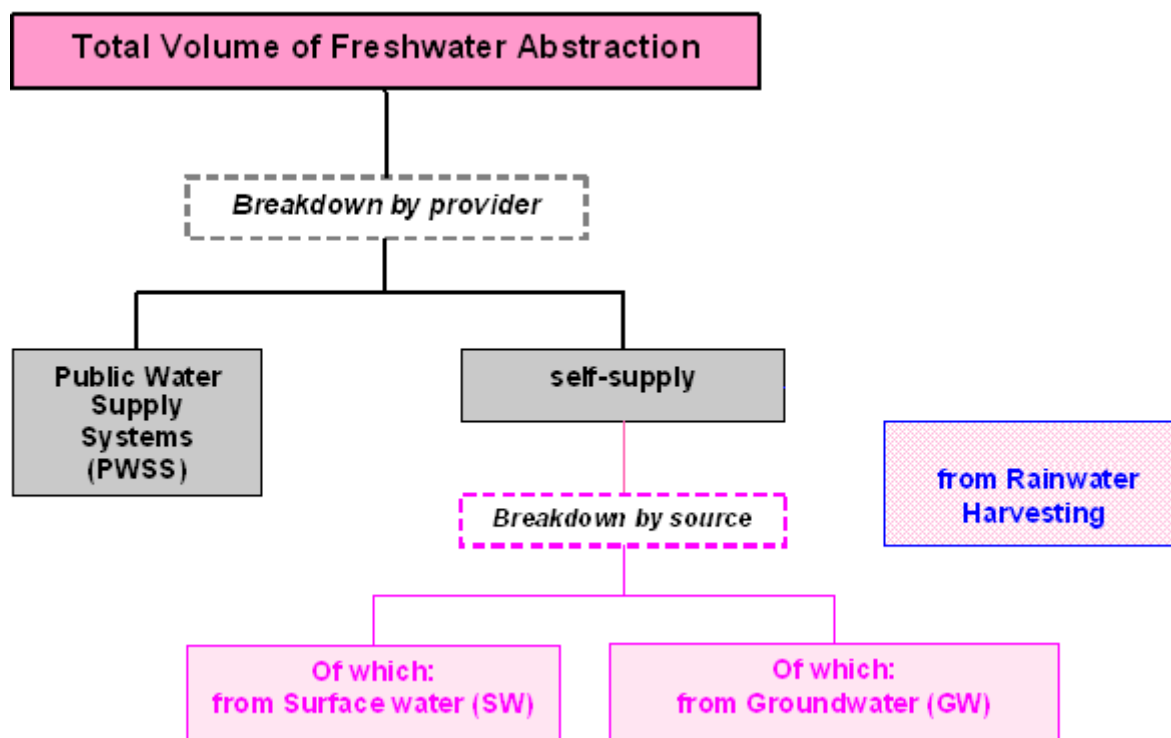 Total Volume of Freshwater Abstraction
Breakdown by provider
Public Water
Supply
Systems
(PWSS)
self-supply
from Rainwater
Harvesting
Breakdown by source
Of which:
from Surface water (SW)
Of which:
from Groundwater (GW)